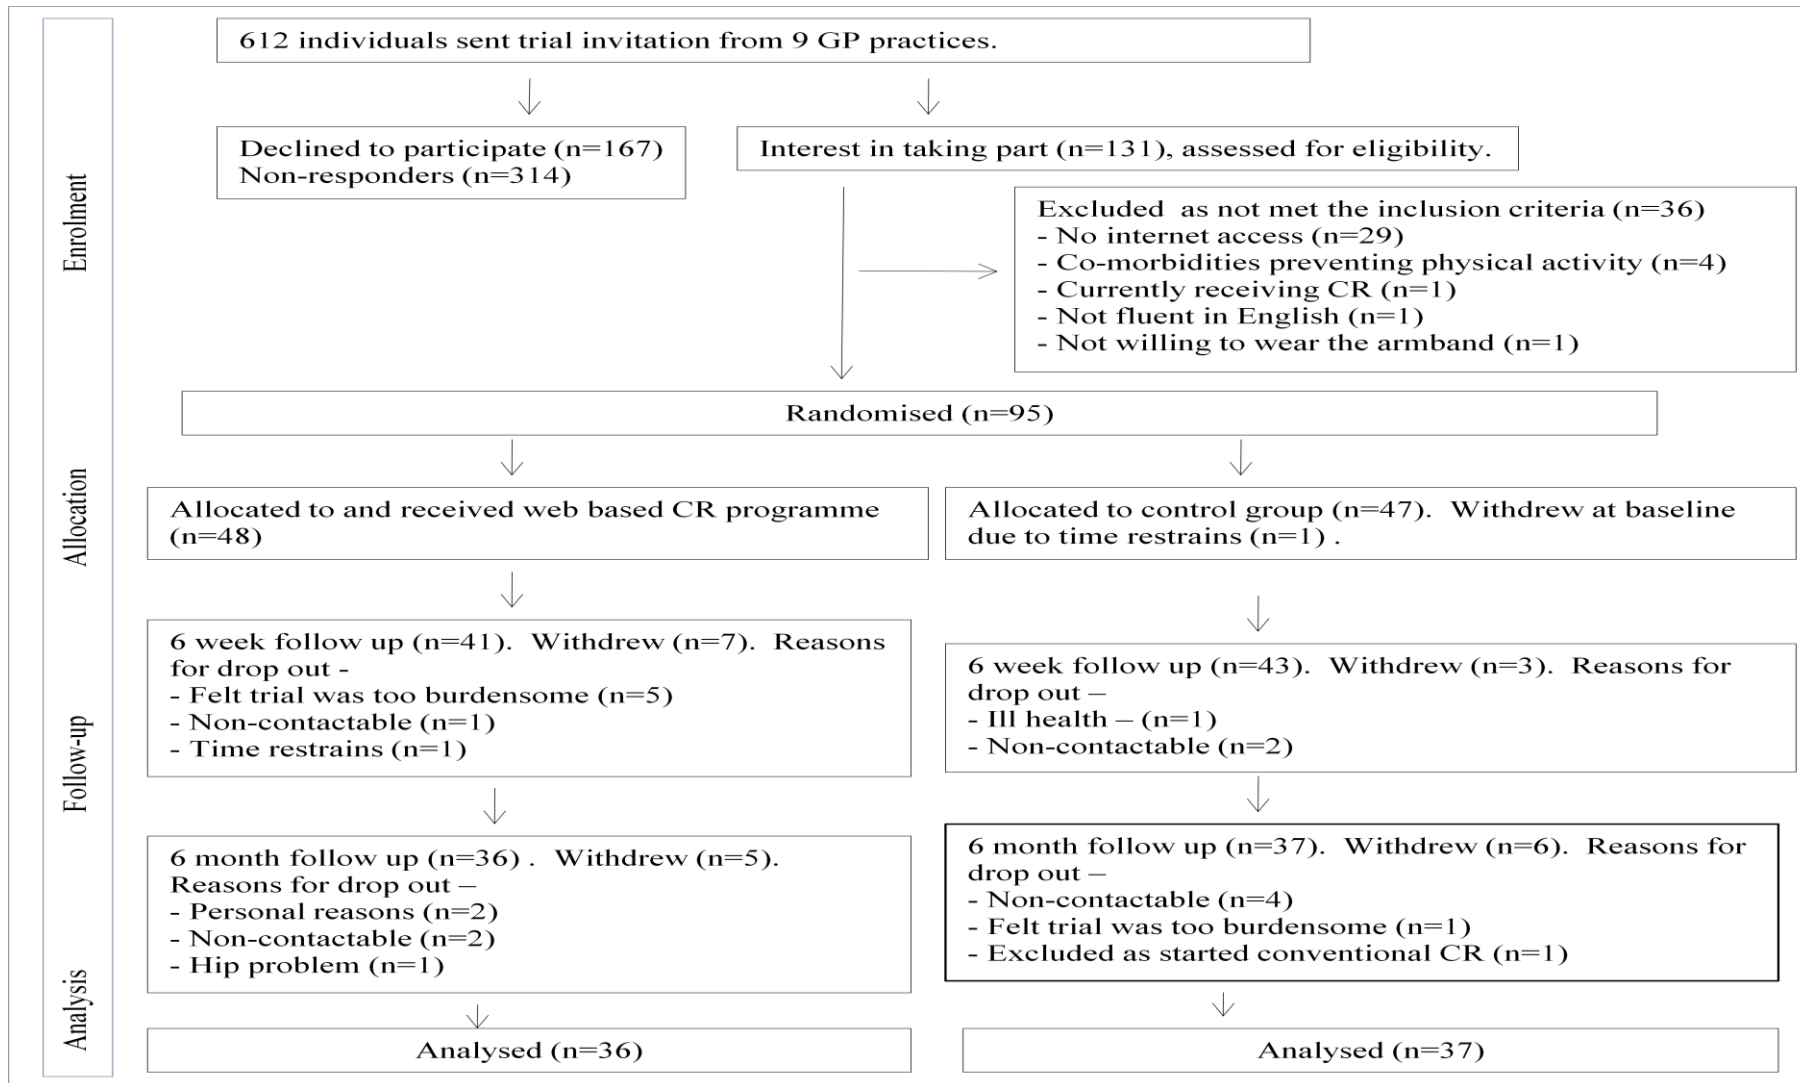 612 individuals sent trial invitation from 9 GP practices.
Declined to participate (n=167)
Non-responders (n=314)
Interest in taking part (n=131), assessed for eligibility.
Enrolment
Excluded  as not met the inclusion criteria (n=36)
- No internet access (n=29)
- Co-morbidities preventing physical activity (n=4)
- Currently receiving CR (n=1)
- Not fluent in English (n=1)
- Not willing to wear the armband (n=1)
Randomised (n=95)
Allocation
Allocated to and received web based CR programme
(n=48)
Allocated to control group (n=47).  Withdrew at baseline
due to time restrains (n=1) .
Follow-up
6 week follow up (n=41).  Withdrew (n=7).  Reasons
for drop out -
- Felt trial was too burdensome (n=5)
- Non-contactable (n=1)
- Time restrains (n=1)
6 week follow up (n=43).  Withdrew (n=3).  Reasons for
drop out –
- Ill health – (n=1)
- Non-contactable (n=2)
6 month follow up (n=36) .  Withdrew (n=5).
Reasons for drop out –
- Personal reasons (n=2)
- Non-contactable (n=2)
- Hip problem (n=1)
6 month follow up (n=37).  Withdrew (n=6).  Reasons for
drop out –
- Non-contactable (n=4)
- Felt trial was too burdensome (n=1)
- Excluded as started conventional CR (n=1)
Analysis
Analysed (n=36)
Analysed (n=37)